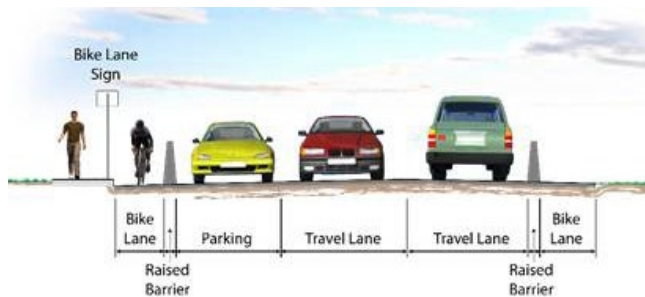 Bike Lane
Sign
Bike
Lane
Parking
Travel Lane
Travel Lane
Bike
Lane
Raised
Barrier
Raised
Barrier